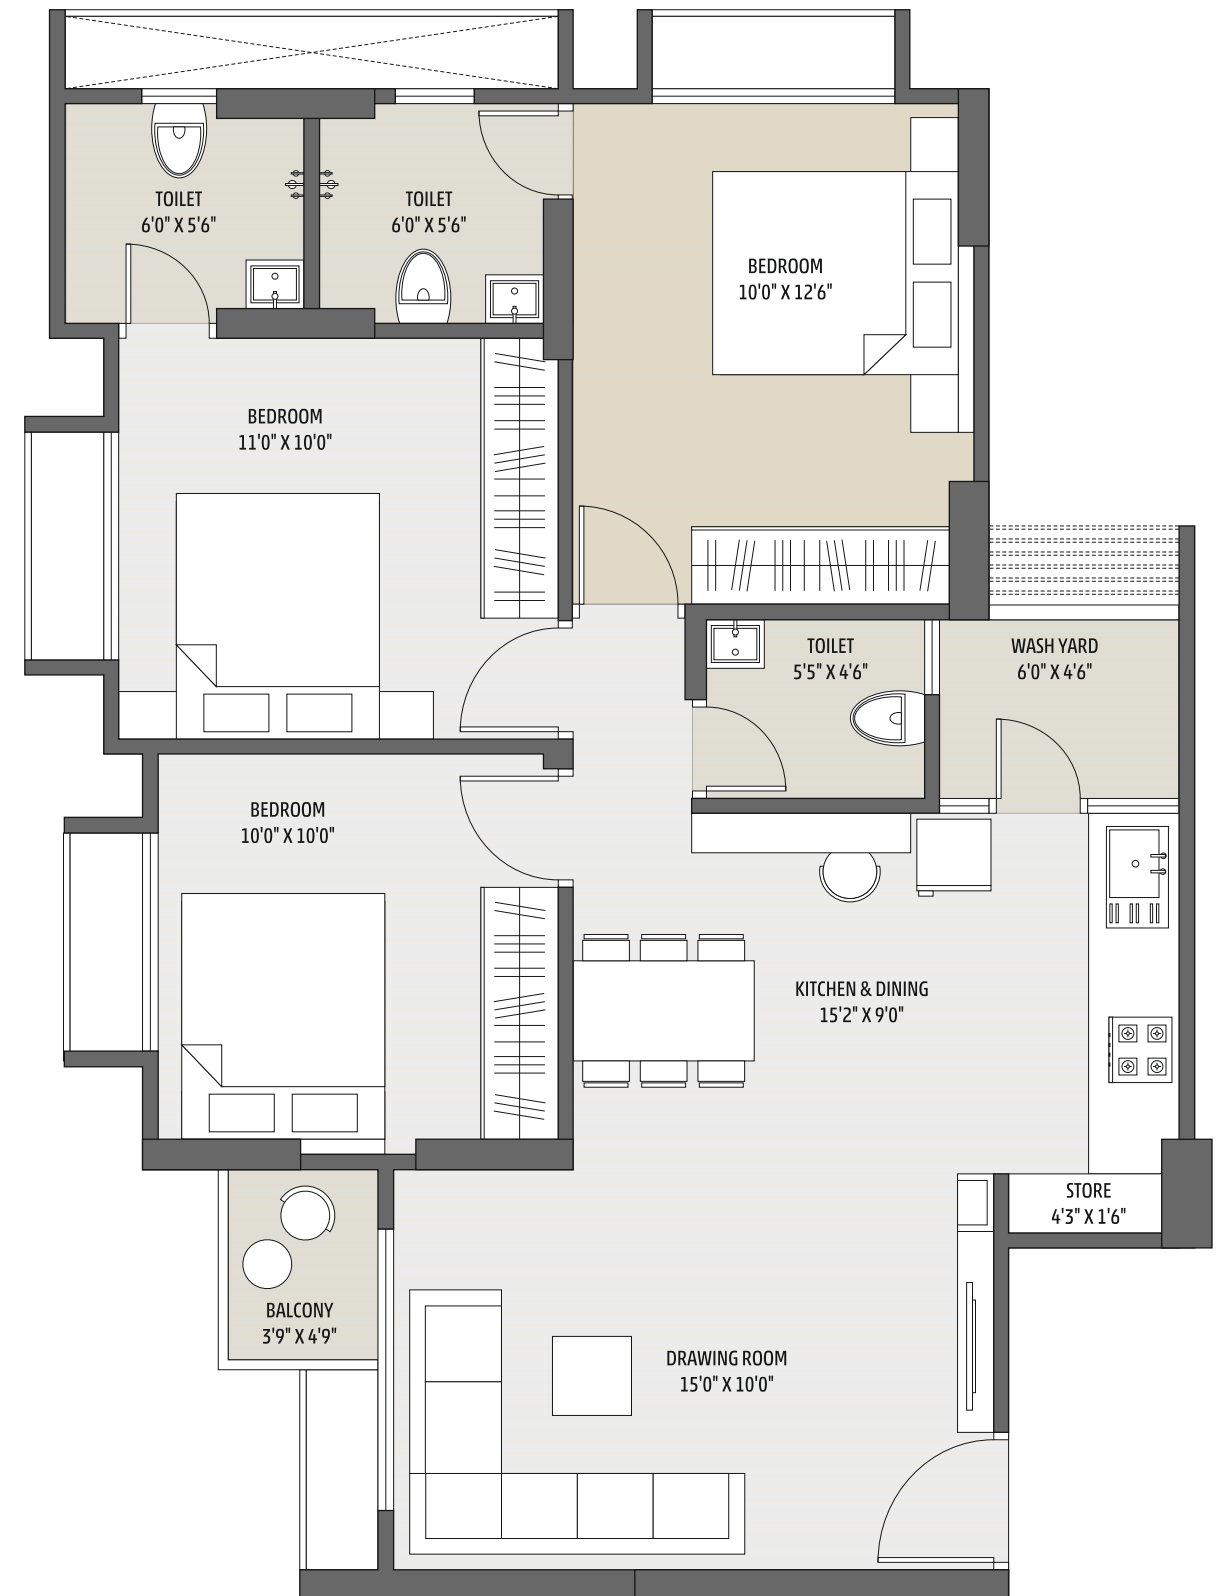 TOILET
6'0" X 5'6"
TOILET
6'0" X 5'6"
BEDROOM
10'0" X 12'6"
BEDROOM
11'0" X 10'0"
TOILET
5'5" X 4'6"
WASH YARD
6'0" X 4'6"
BEDROOM
10'0" X 10'0"
KITCHEN & DINING
15'2" X 9'0"
STORE
4'3" X 1'6"
BALCONY
3'9" X 4'9"
DRAWING ROOM
15'0" X 10'0"